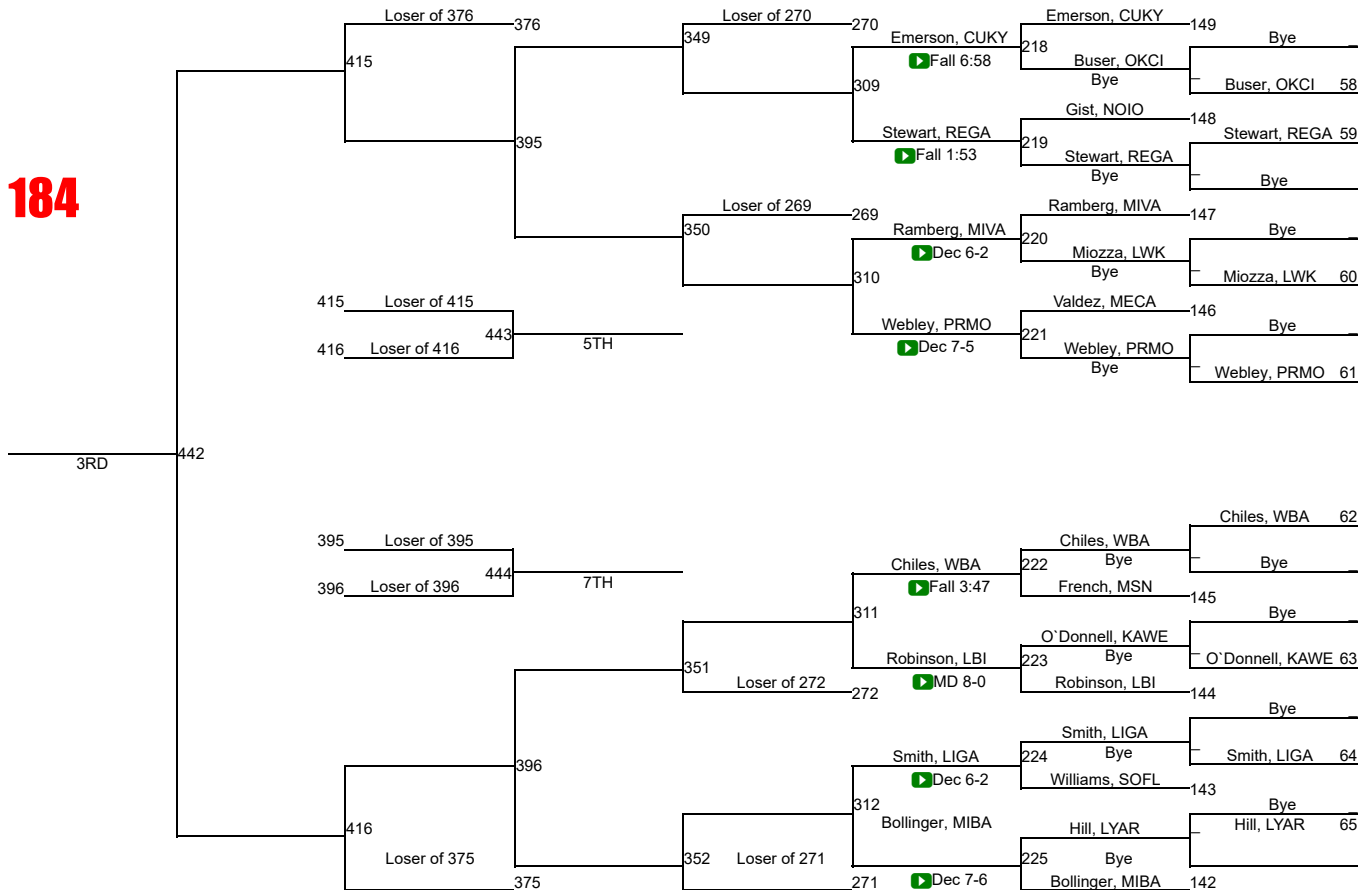 Loser of 376 376 Loser of 270 270 Emerson, CUKY 149
349 Emerson, CUKY 218 Bye _
415 Fall 6:58 Buser, OKCI
309 Bye _ Buser, OKCI 58
Gist, NOIO 148
395 Stewart, REGA 219 Stewart, REGA 59
Fall 1:53 Stewart, REGA
184 Bye _ Bye _
Loser of 269 269 Ramberg, MIVA 147
350 Ramberg, MIVA 220 Bye _
Dec 6-2 Miozza, LWK
310 Bye _ Miozza, LWK 60
415 Loser of 415 Valdez, MECA 146
443 5TH Webley, PRMO 221 Bye _
416 Loser of 416 Dec 7-5 Webley, PRMO
Bye _ Webley, PRMO 61
3RD 442
Chiles, WBA 62
395 Loser of 395 Chiles, WBA _
444 7TH Chiles, WBA 222 Bye Bye _
396 Loser of 396 Fall 3:47 French, MSN 145
311 Bye _
O`Donnell, KAWE _
351 Robinson, LBI 223 Bye O`Donnell, KAWE 63
Loser of 272 272 MD 8-0 Robinson, LBI 144
Bye _
Smith, LIGA _
396 Smith, LIGA 224 Bye Smith, LIGA 64
Dec 6-2 Williams, SOFL 143
312 Bye _
416 Bollinger, MIBA Hill, LYAR _ Hill, LYAR 65
Loser of 375 352 Loser of 271 225 Bye
375 271 Dec 7-6 Bollinger, MIBA 142